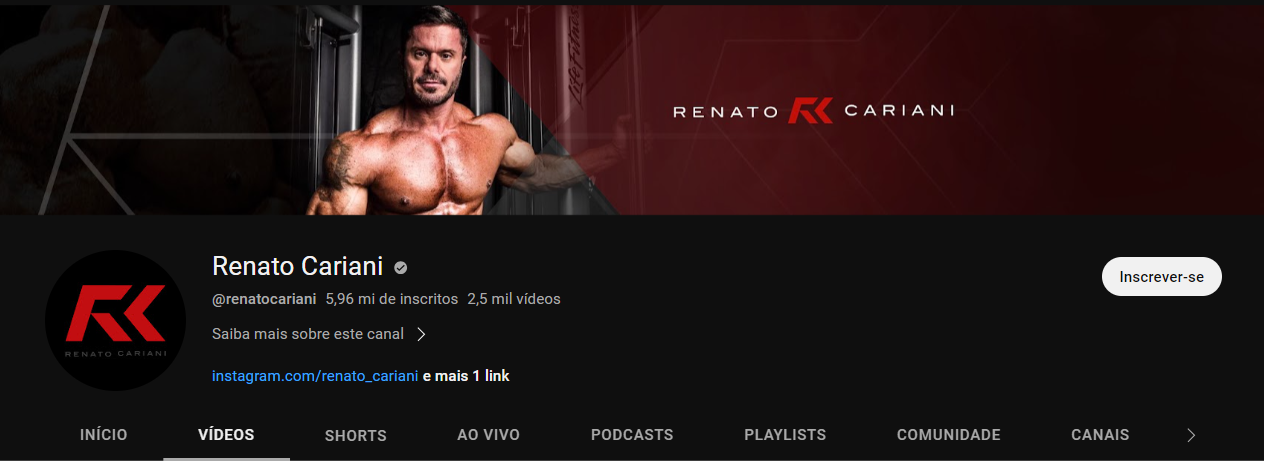 Life Fitness
RENATO RK CARIANI
RK
RENATO CARIANI
Renato Cariani
@renatocariani 5,96 mi de inscritos 2,5 mil vídeos
Saiba mais sobre este canal
instagram.com/renato_cariani e mais 1 link
Inscrever-se
INÍCIO VÍDEOS SHORTS AO VIVO PODCASTS PLAYLISTS COMUNIDADE CANAIS